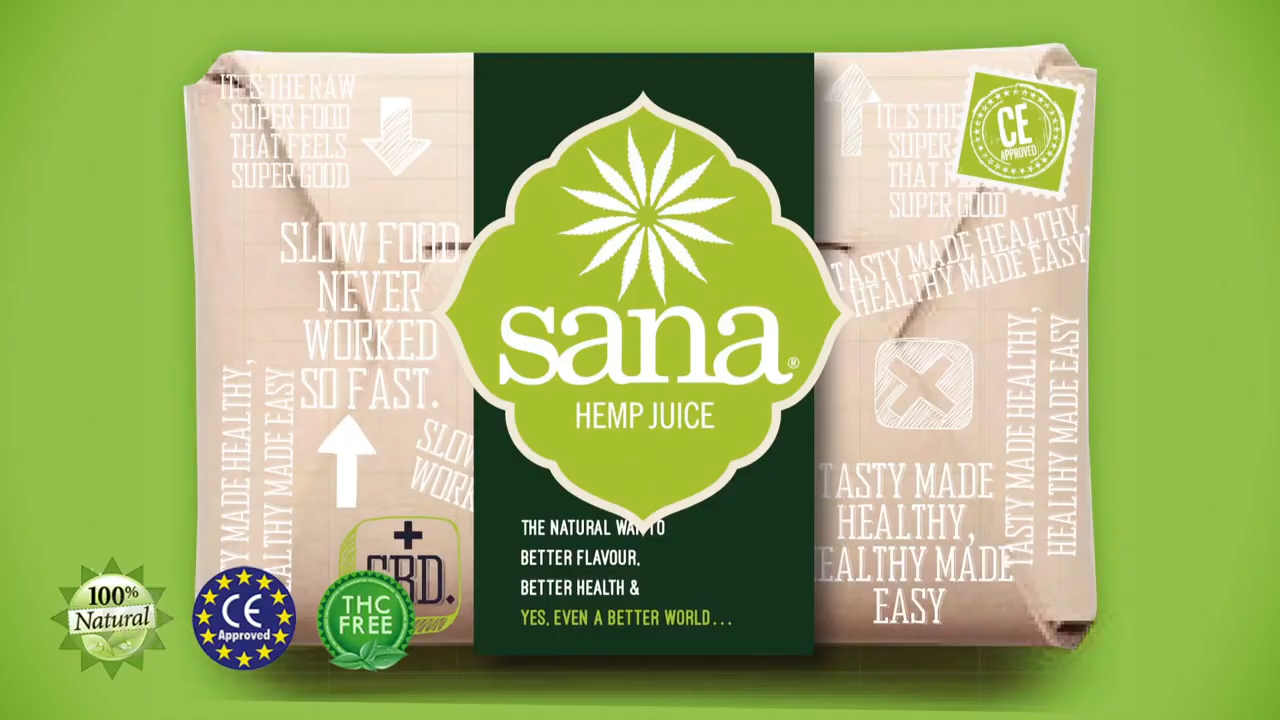 IT'S THE RAW
SUPER FOOD
THAT FEELS
SUPER GOOD
SLOW FOOD
NEVER
WORKED
SO FAST.
MADE HEALTHY,
HEALTHY MADE EASY
SLOW
WORK
+
CBD.
100%
Natural
CE
Approved
THC
FREE
sana®
HEMP JUICE
THE NATURAL WAY TO
BETTER FLAVOUR,
BETTER HEALTH &
YES, EVEN A BETTER WORLD...
IT'S THE
SUPER
THAT
SUPER GOOD
CE
APPROVED
TASTY MADE HEALTHY,
HEALTHY MADE EASY
TASTY MADE
HEALTHY,
HEALTHY MADE
EASY
TASTY MADE HEALTHY,
HEALTHY MADE EASY